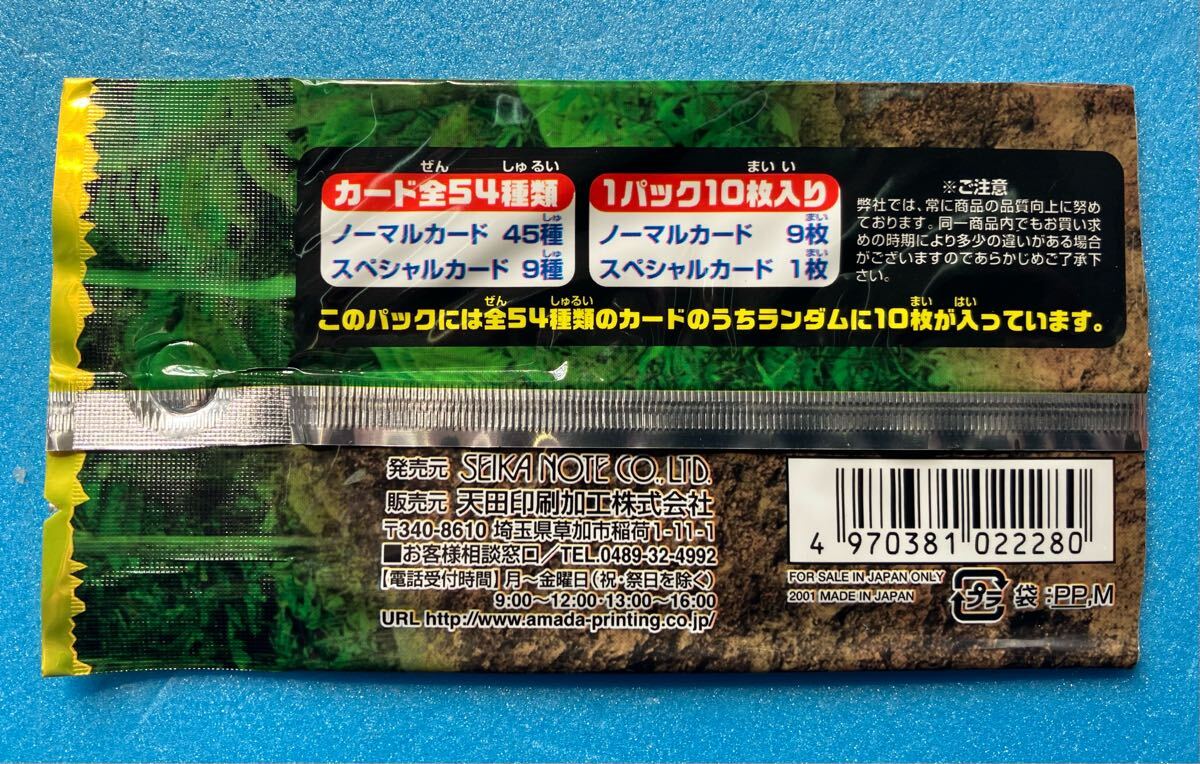 ぜん しゅるい
カード全54種類
しゅ
ノーマルカード 45種
しゅ
スペシャルカード 9種
まい い
1パック10枚入り
まい
ノーマルカード 9枚
まい
スペシャルカード 1枚
※ご注意
弊社では、常に商品の品質向上に努め
ております。同一商品内でもお買い求
めの時期により多少の違いがある場合
がございますのであらかじめご了承下
さい。
ぜん しゅるい まい はい
このパックには全54種類のカードのうちランダムに10枚が入っています。
発売元 SEIKA NOTE CO.,LTD.
販売元 天田印刷加工株式会社
〒340-8610 埼玉県草加市稲荷1-11-1
■お客様相談窓口/TEL.0489-32-4992
【電話受付時間】月〜金曜日(祝・祭日を除く)
9:00〜12:00・13:00〜16:00
URL http://www.amada-printing.co.jp/
4 970381 022280
FOR SALE IN JAPAN ONLY
2001 MADE IN JAPAN
プラ 袋:PP,M